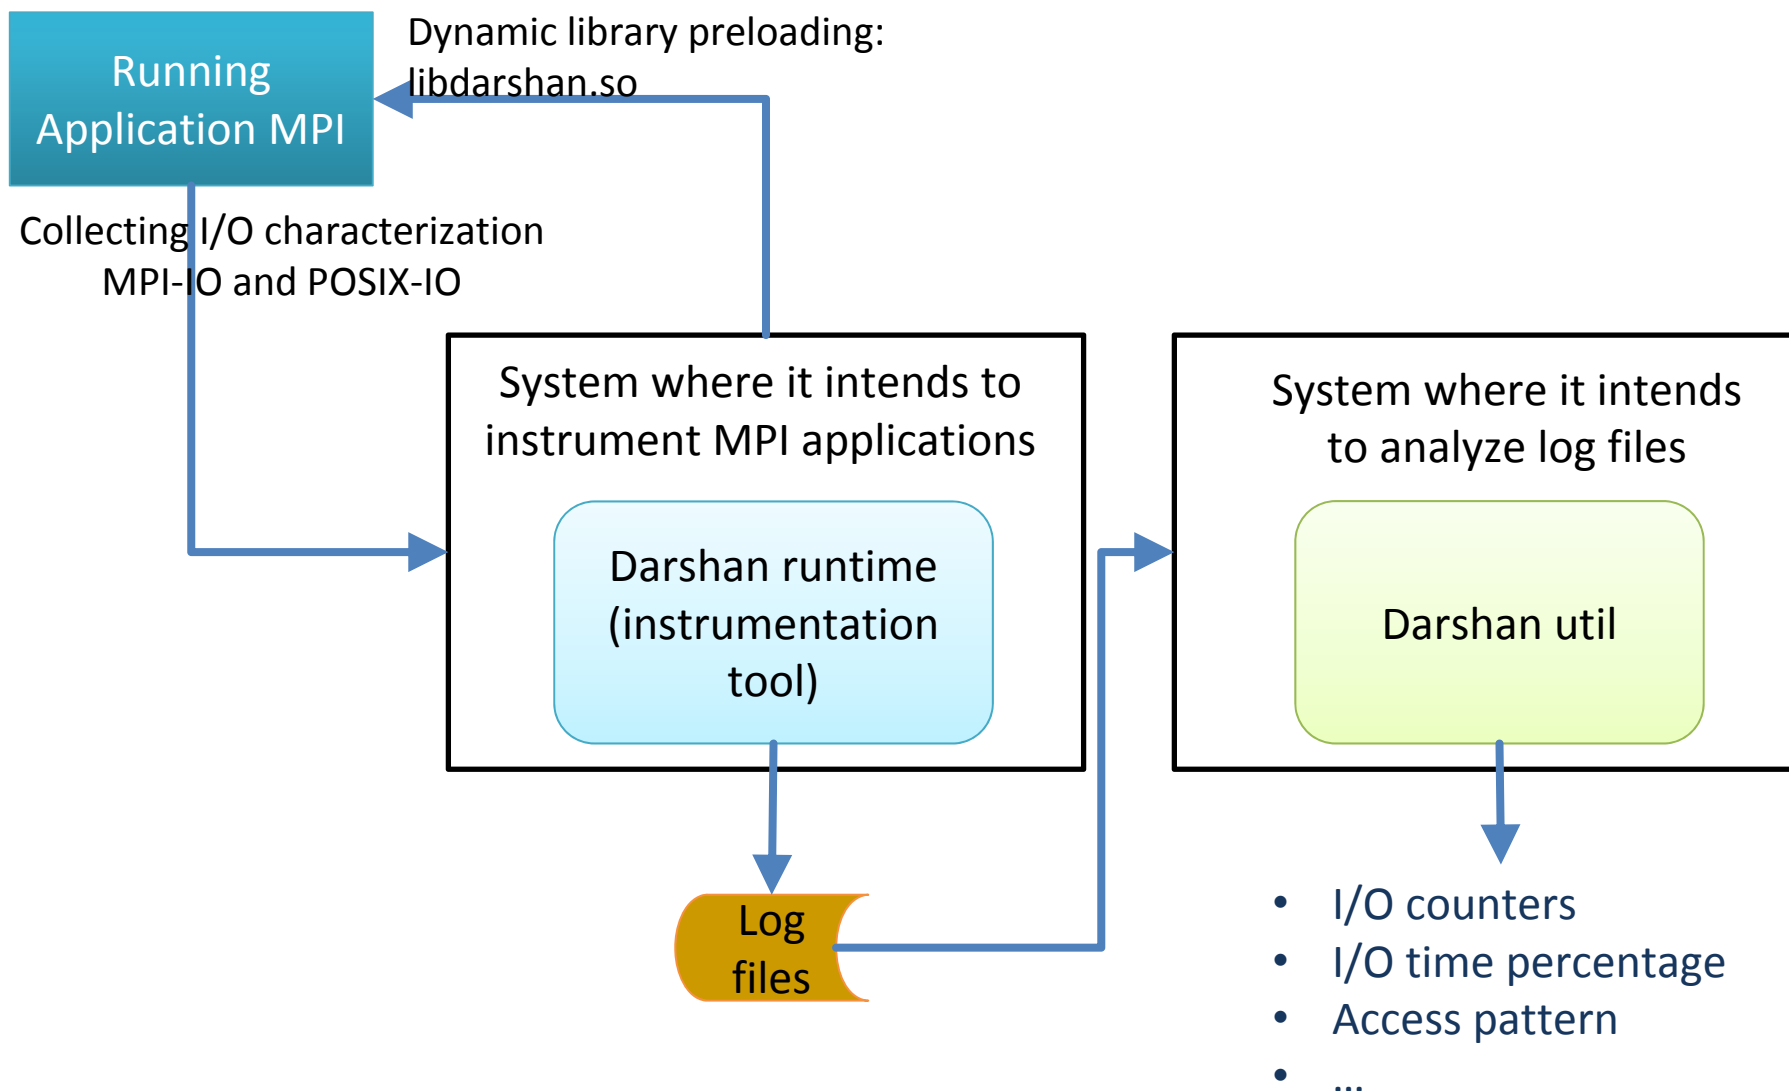 Running
Application MPI
Dynamic library preloading:
libdarshan.so
Collecting I/O characterization
MPI-IO and POSIX-IO
System where it intends to
instrument MPI applications
Darshan runtime
(instrumentation
tool)
Log
files
System where it intends
to analyze log files
Darshan util
• I/O counters
• I/O time percentage
• Access pattern
• ...